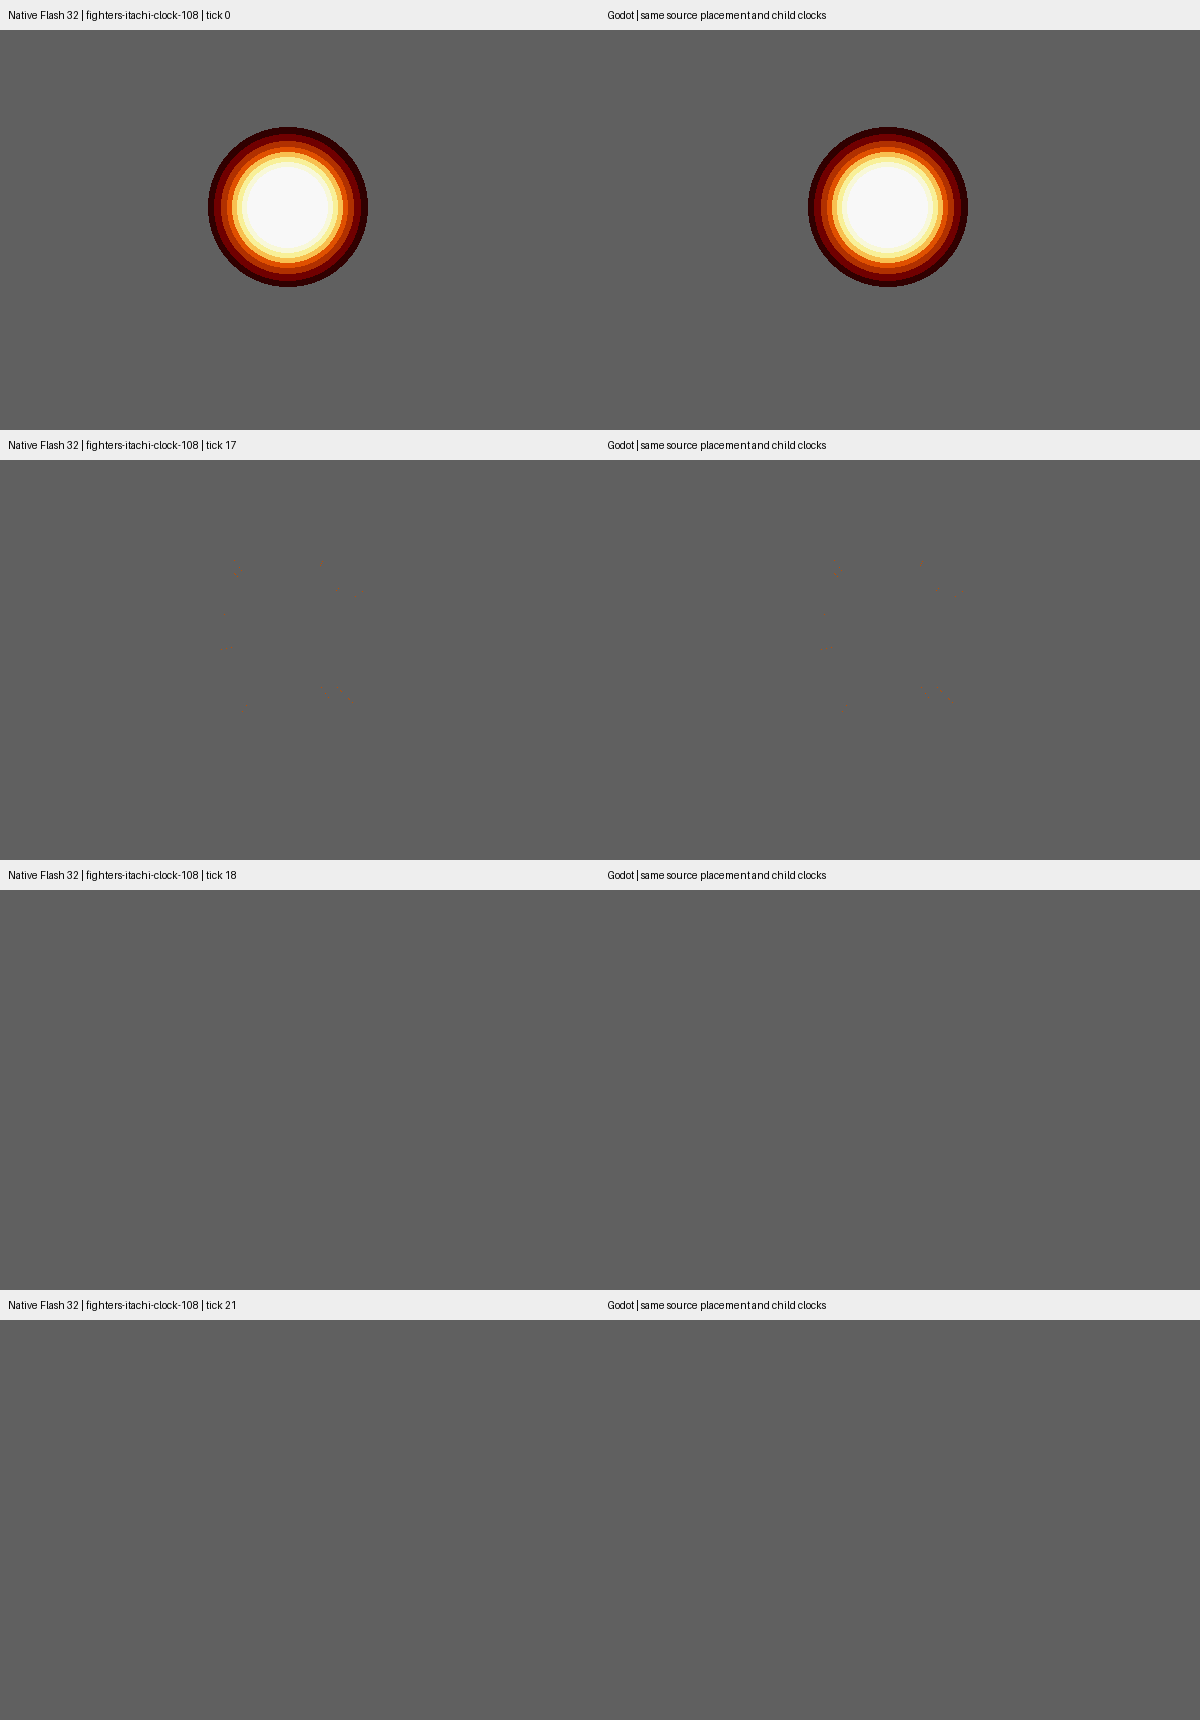 Native Flash 32 | fighters-itachi-clock-108 | tick 0
Godot | same source placement and child clocks
Native Flash 32 | fighters-itachi-clock-108 | tick 17
Godot | same source placement and child clocks
Native Flash 32 | fighters-itachi-clock-108 | tick 18
Godot | same source placement and child clocks
Native Flash 32 | fighters-itachi-clock-108 | tick 21
Godot | same source placement and child clocks